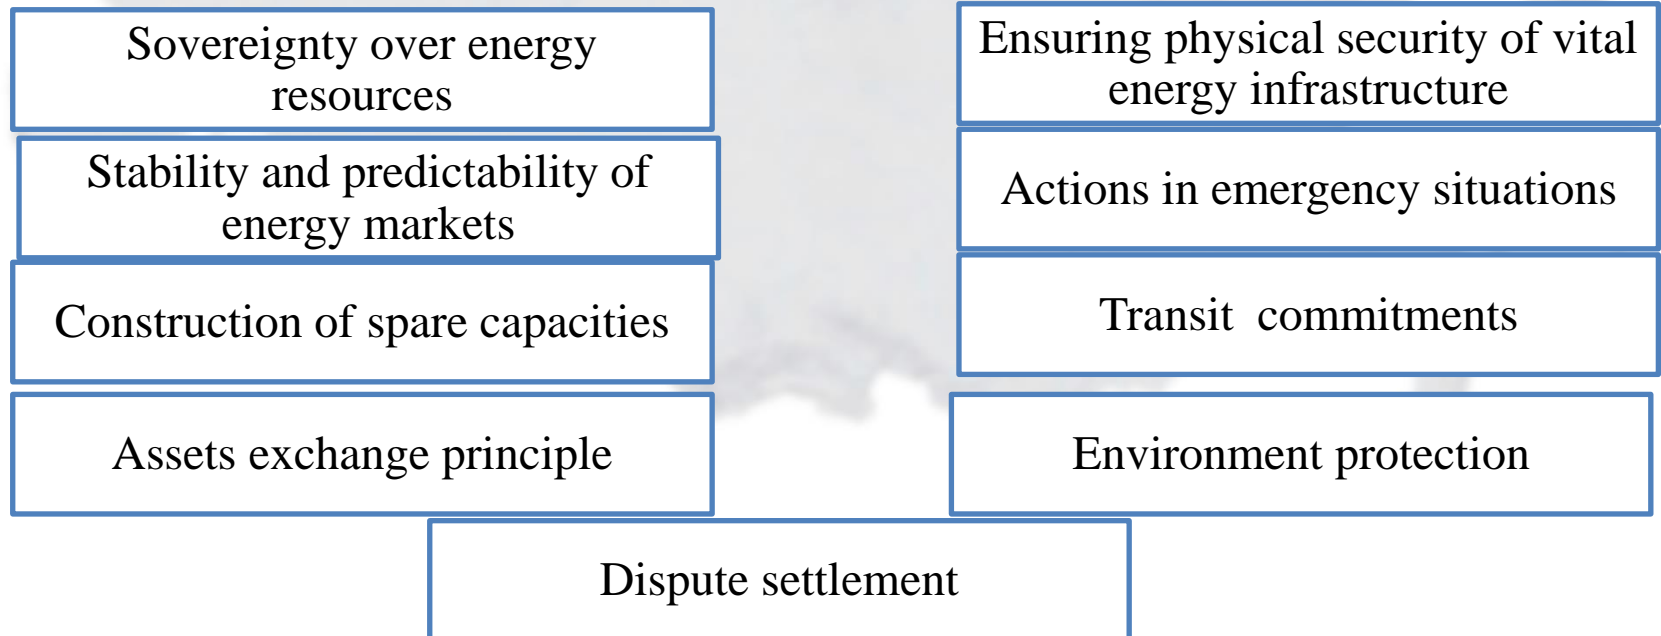 Sovereignty over energy
resources
Stability and predictability of
energy markets
Construction of spare capacities
Assets exchange principle
Ensuring physical security of vital
energy infrastructure
Actions in emergency situations
Transit commitments
Environment protection
Dispute settlement